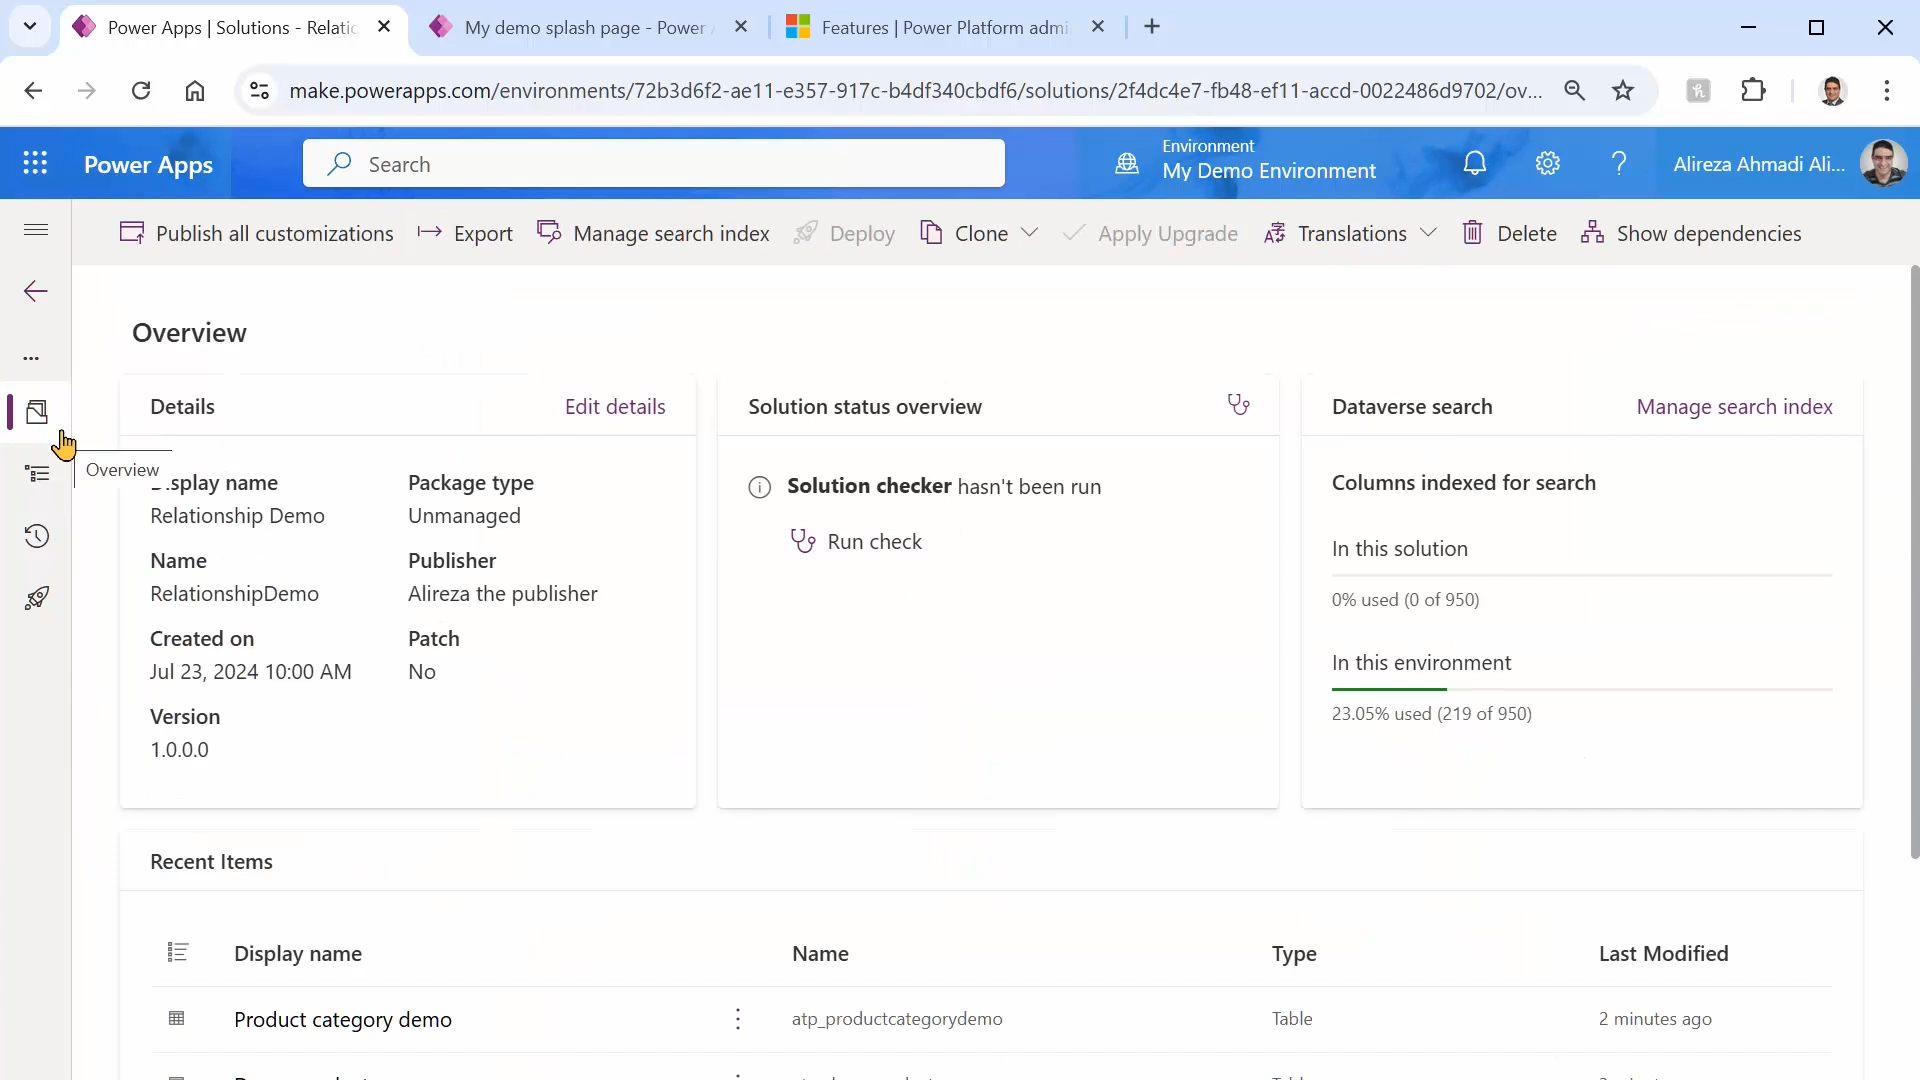 Power Apps | Solutions - Relatic
My demo splash page - Power A
Features | Power Platform admi
make.powerapps.com/environments/72b3d6f2-ae11-e357-917c-b4df340cbdf6/solutions/2f4dc4e7-fb48-ef11-accd-0022486d9702/ov...
Power Apps
Search
Environment
My Demo Environment
Alireza Ahmadi Ali...
Publish all customizations
Export
Manage search index
Deploy
Clone
Apply Upgrade
Translations
Delete
Show dependencies
Overview
Details
Edit details
Overview
Display name
Relationship Demo
Package type
Unmanaged
Name
RelationshipDemo
Publisher
Alireza the publisher
Created on
Jul 23, 2024 10:00 AM
Patch
No
Version
1.0.0.0
Solution status overview
Solution checker hasn't been run
Run check
Dataverse search
Manage search index
Columns indexed for search
In this solution
0% used (0 of 950)
In this environment
23.05% used (219 of 950)
Recent Items
Display name
Name
Type
Last Modified
Product category demo
atp_productcategorydemo
Table
2 minutes ago